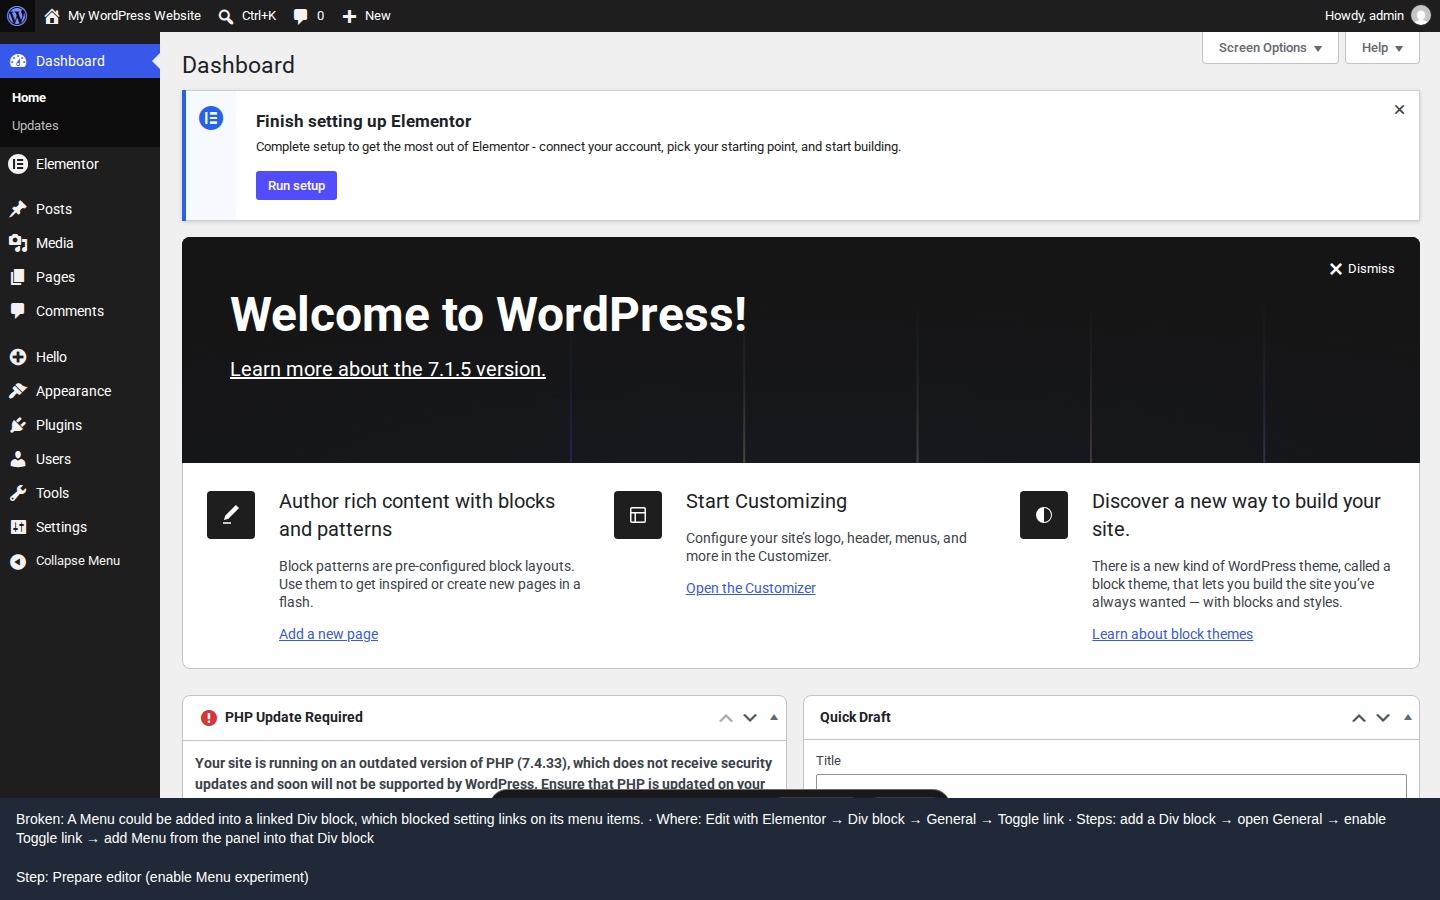 My WordPress Website
Ctrl+K
0
New
Howdy, admin
Dashboard
Home
Updates
Elementor
Posts
Media
Pages
Comments
Hello
Appearance
Plugins
Users
Tools
Settings
Collapse Menu
Dashboard
Screen Options
Help
Finish setting up Elementor
Complete setup to get the most out of Elementor - connect your account, pick your starting point, and start building.
Run setup
Dismiss
Welcome to WordPress!
Learn more about the 7.1.5 version.
Author rich content with blocks
and patterns
Block patterns are pre-configured block layouts.
Use them to get inspired or create new pages in a
flash.
Add a new page
Start Customizing
Configure your site’s logo, header, menus, and
more in the Customizer.
Open the Customizer
Discover a new way to build your
site.
There is a new kind of WordPress theme, called a
block theme, that lets you build the site you’ve
always wanted — with blocks and styles.
Learn about block themes
PHP Update Required
Your site is running on an outdated version of PHP (7.4.33), which does not receive security
updates and soon will not be supported by WordPress. Ensure that PHP is updated on your
Quick Draft
Title
Broken: A Menu could be added into a linked Div block, which blocked setting links on its menu items. · Where: Edit with Elementor → Div block → General → Toggle link · Steps: add a Div block → open General → enable
Toggle link → add Menu from the panel into that Div block
Step: Prepare editor (enable Menu experiment)